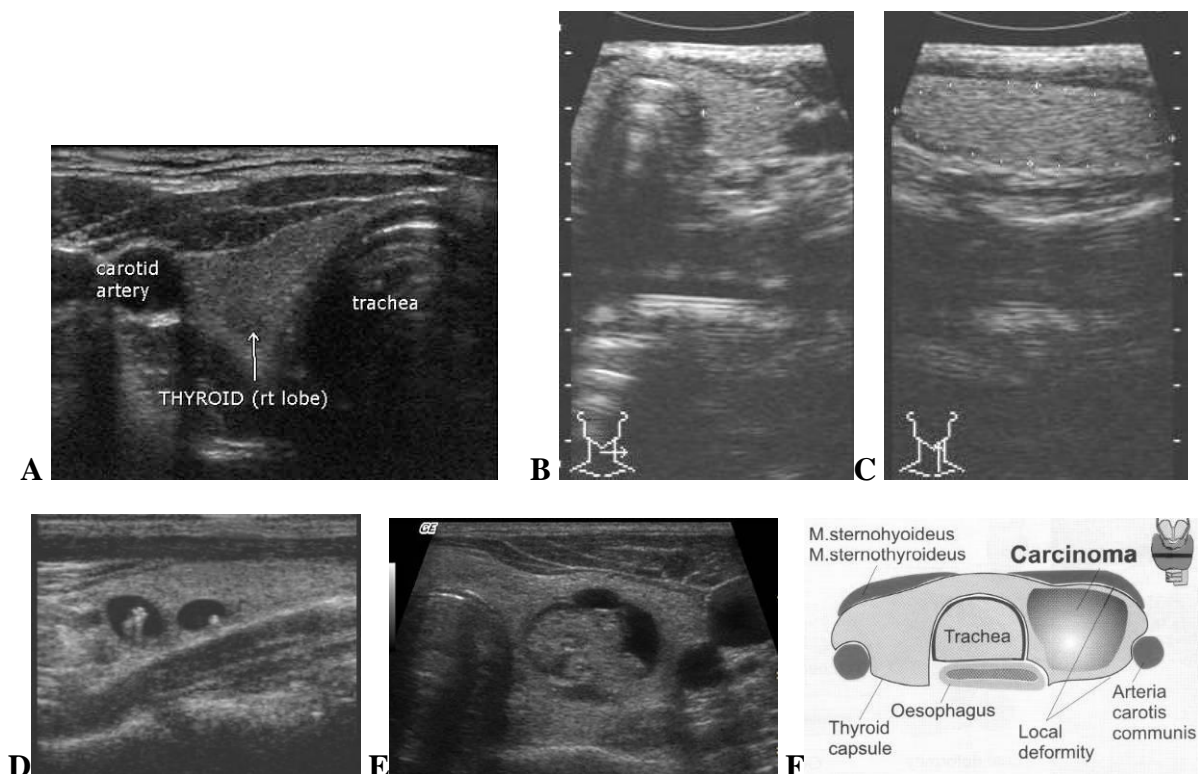 carotid
artery
trachea
THYROID (rt lobe)
A
B
C
GE
D
E
M.sternohyoideus
M.sternothyroideus
Carcinoma
Trachea
Oesophagus
Thyroid
capsule
Local
deformity
Arteria
carotis
communis
F